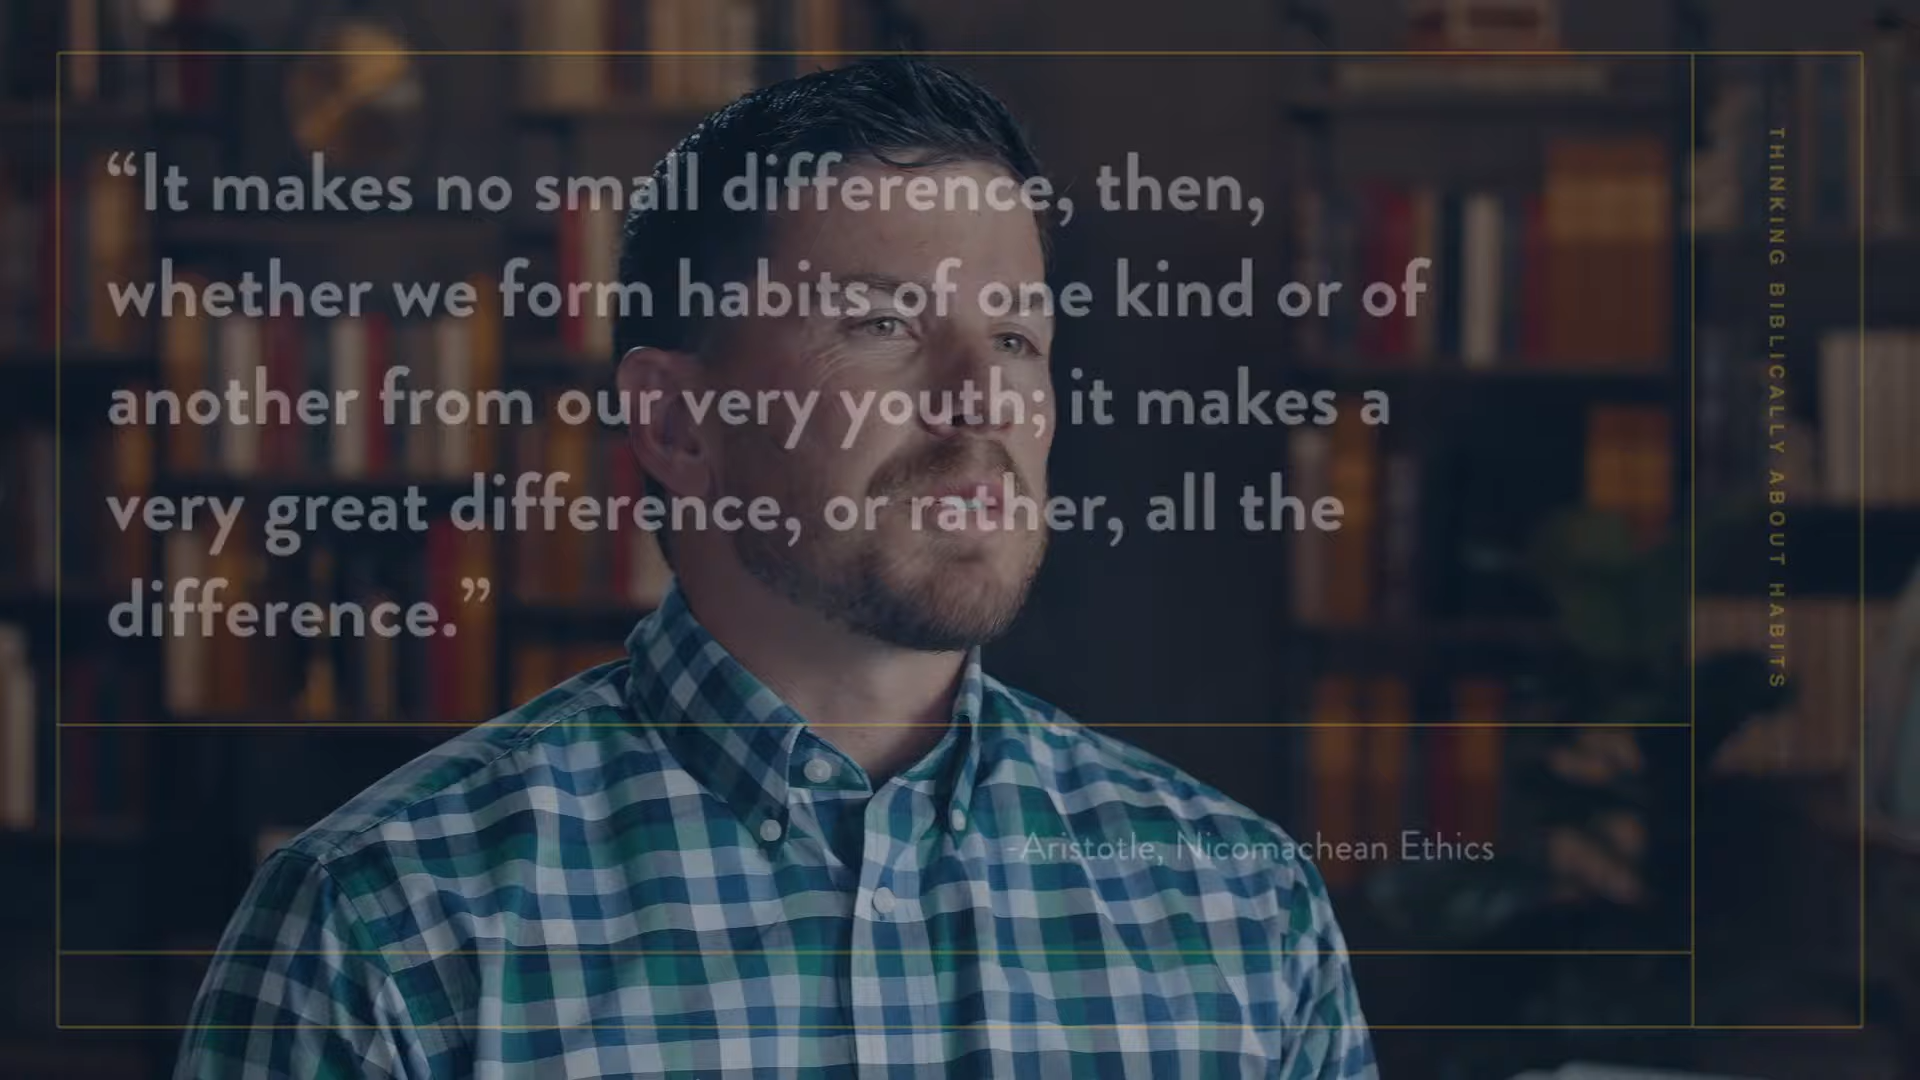 “It makes no small difference, then,
whether we form habits of one kind or of
another from our very youth; it makes a
very great difference, or rather, all the
difference.”
-Aristotle, Nicomachean Ethics
THINKING BIBLICALLY ABOUT HABITS